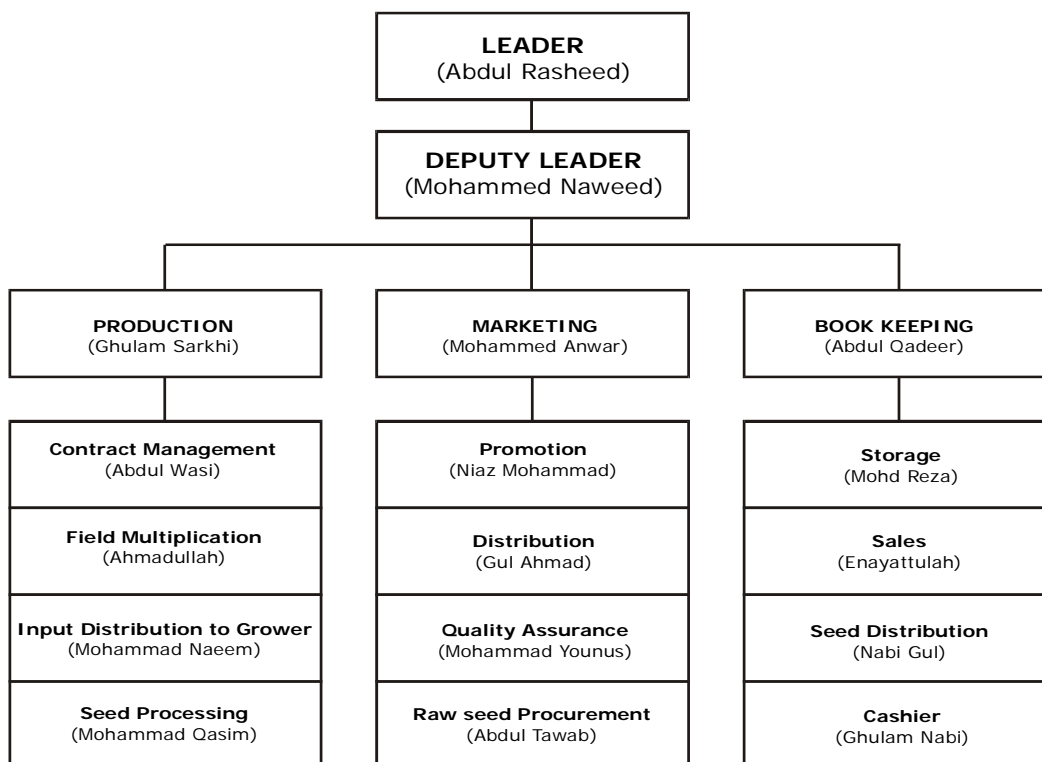 LEADER
(Abdul Rasheed)
DEPUTY LEADER
(Mohammed Naweed)
PRODUCTION
(Ghulam Sarkhi)
MARKETING
(Mohammed Anwar)
BOOK KEEPING
(Abdul Qadeer)
Contract Management
(Abdul Wasi)
Field Multiplication
(Ahmadullah)
Input Distribution to Grower
(Mohammad Naeem)
Seed Processing
(Mohammad Qasim)
Promotion
(Niaz Mohammad)
Distribution
(Gul Ahmad)
Quality Assurance
(Mohammad Younus)
Raw seed Procurement
(Abdul Tawab)
Storage
(Mohd Reza)
Sales
(Enayattulah)
Seed Distribution
(Nabi Gul)
Cashier
(Ghulam Nabi)